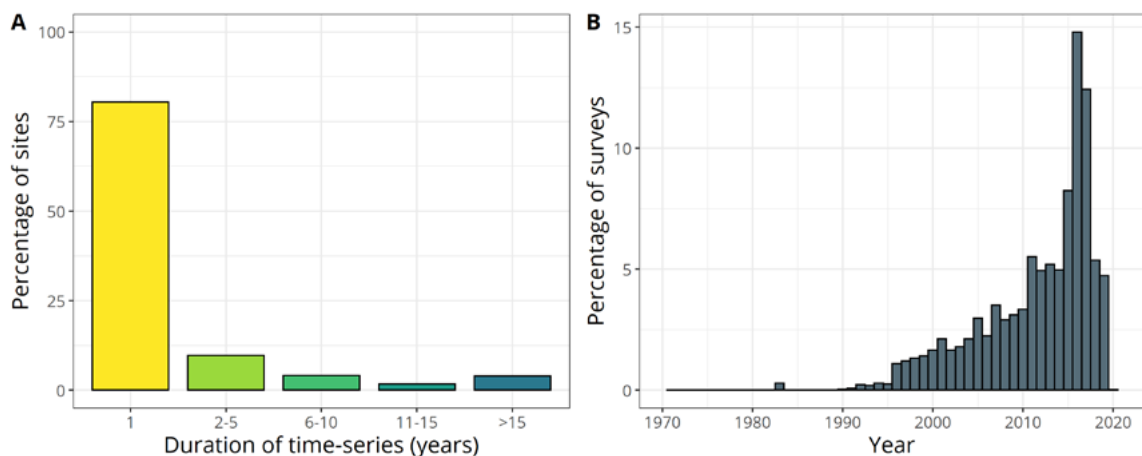 A
Percentage of sites
100
75
50
25
0
1 2-5 6-10 11-15 >15
Duration of time-series (years)
B
Percentage of surveys
15
10
5
0
1970 1980 1990 2000 2010 2020
Year